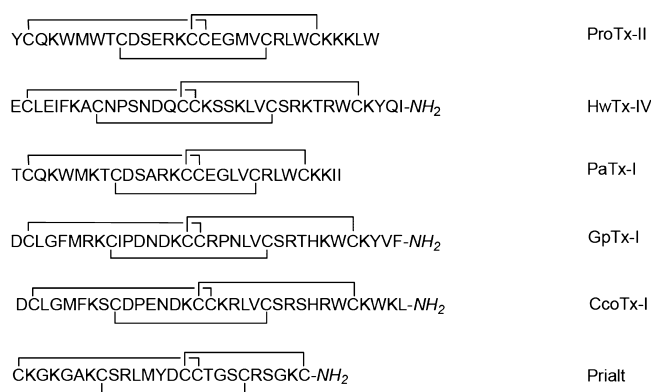 YCQKWMWTCDSERKCCEGMVCRLWCKKKLW ProTx-II
ECLEIFKACNPSNDQCCKSSKLVCSRKTRWCKYQI-NH2 HwTx-IV
TCQKWMKTCDSARKCCEGLVCRLWCKKII PaTx-I
DCLGFMRKCIPDNDKCCRPNLVCSRTHKWCKYVF-NH2 GpTx-I
DCLGMFKSCDPENDKCCKRLVCSRSHRWCKWKL-NH2 CcoTx-I
CKGKGAKCSRLMYDCCTGSCRSGKC-NH2 Prialt